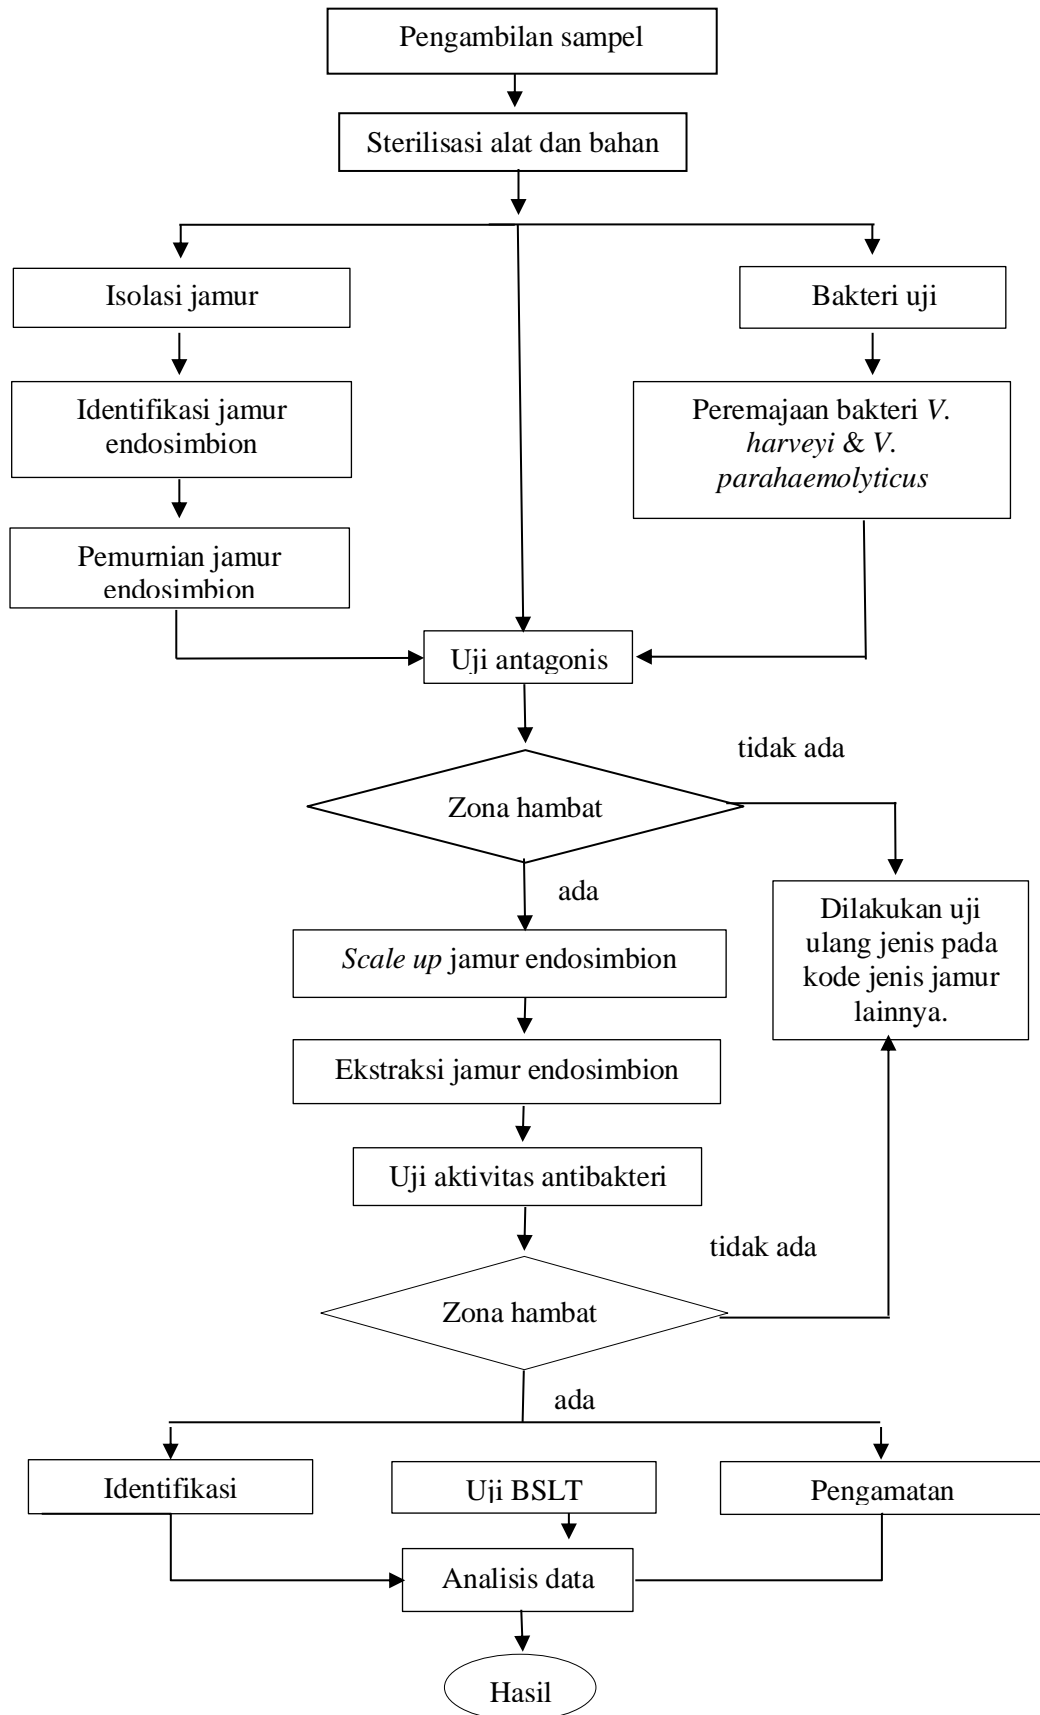 Pengambilan sampel
Sterilisasi alat dan bahan
Isolasi jamur
Bakteri uji
Identifikasi jamur
endosimbion
Peremajaan bakteri V.
harveyi & V.
parahaemolyticus
Pemurnian jamur
endosimbion
Uji antagonis
tidak ada
Zona hambat
ada
Dilakukan uji
ulang jenis pada
kode jenis jamur
lainnya.
Scale up jamur endosimbion
Ekstraksi jamur endosimbion
Uji aktivitas antibakteri
tidak ada
Zona hambat
ada
Identifikasi
Uji BSLT
Pengamatan
Analisis data
Hasil